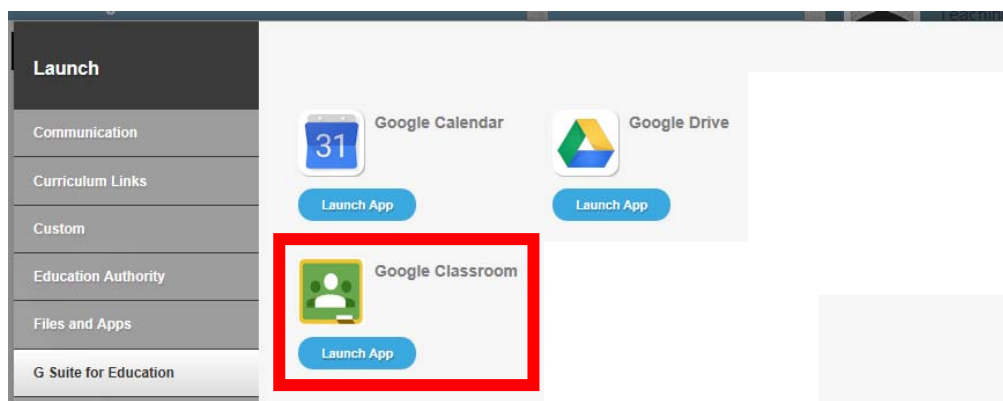 Teaching
Launch
Communication
Curriculum Links
Custom
Education Authority
Files and Apps
G Suite for Education
31
Google Calendar
Launch App
Google Drive
Launch App
Google Classroom
Launch App